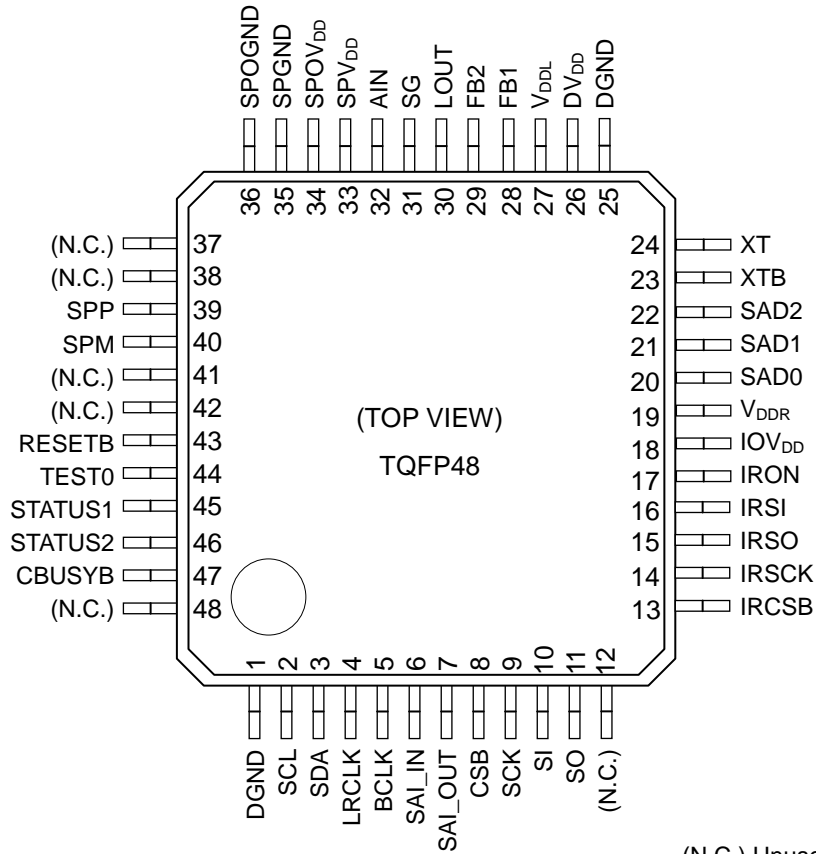 SPOGND
SPGND
SPOVDD
SPVDD
AIN
SG
LOUT
FB2
FB1
VDDL
DVDD
DGND
36
35
34
33
32
31
30
29
28
27
26
25
(N.C.) 37
(N.C.) 38
SPP 39
SPM 40
(N.C.) 41
(N.C.) 42
RESETB 43
TEST0 44
STATUS1 45
STATUS2 46
CBUSYB 47
(N.C.) 48
(TOP VIEW)
TQFP48
24 XT
23 XTB
22 SAD2
21 SAD1
20 SAD0
19 VDDR
18 IOVDD
17 IRON
16 IRSI
15 IRSO
14 IRSCK
13 IRCSB
1
2
3
4
5
6
7
8
9
10
11
12
DGND
SCL
SDA
LRCLK
BCLK
SAI_IN
SAI_OUT
CSB
SCK
SI
SO
(N.C.)
(N.C.)